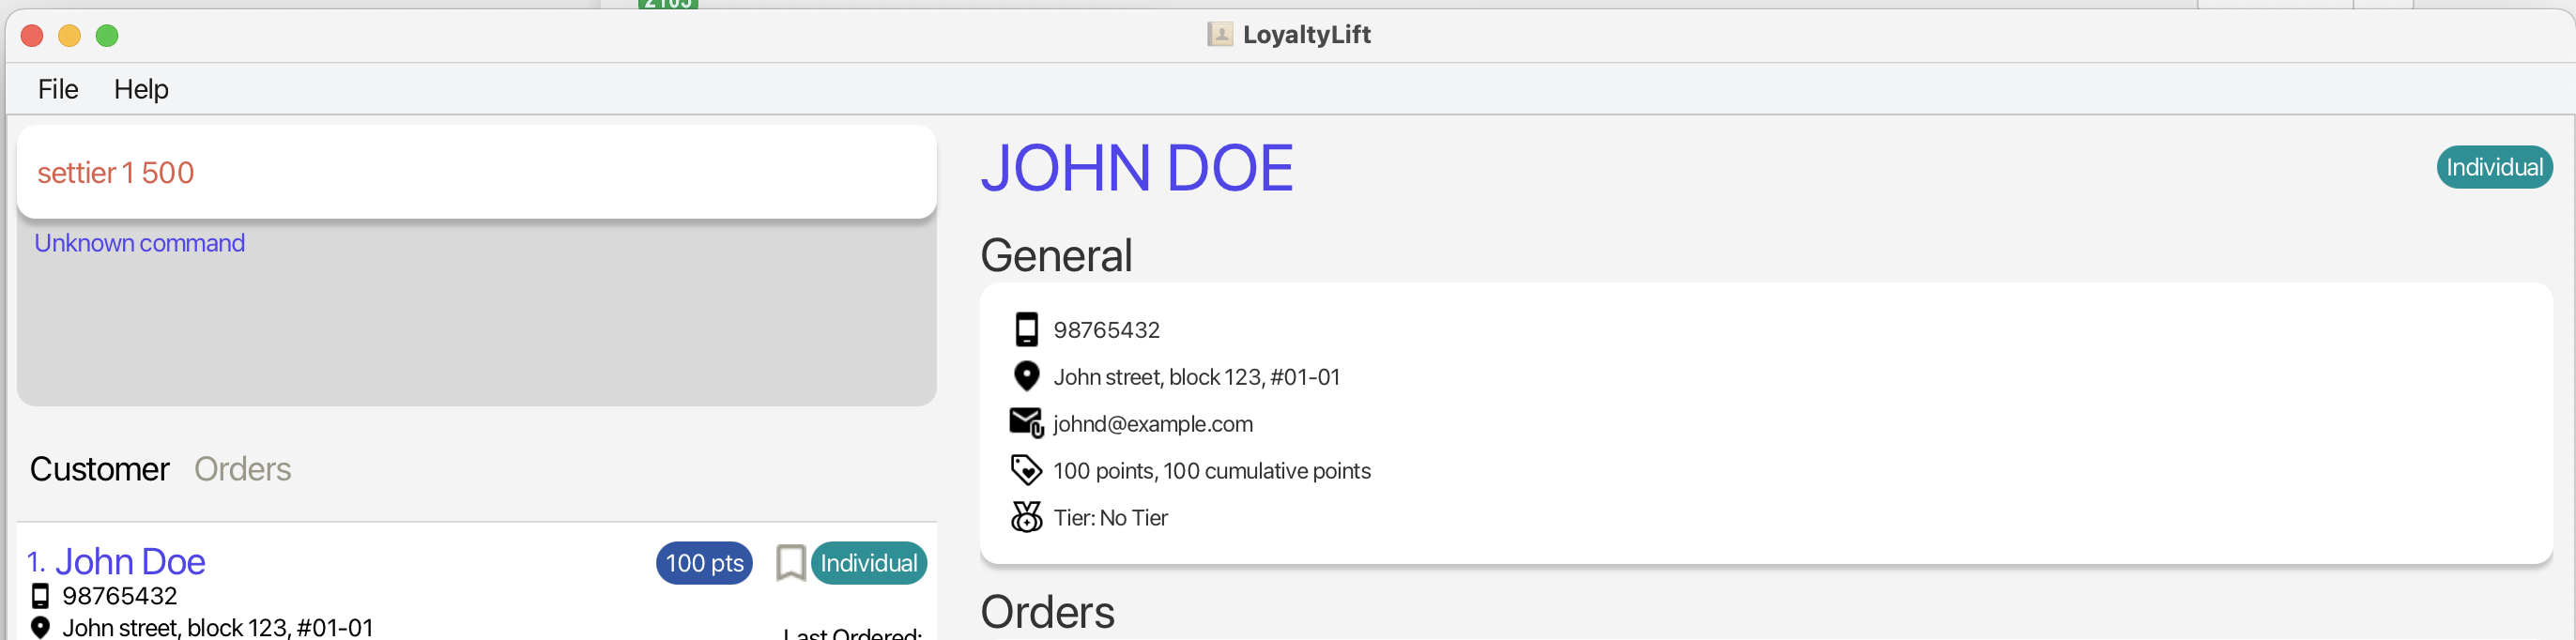 2103
LoyaltyLift
File Help
settier 1 500
Unknown command
Customer Orders
1. John Doe
100 pts Individual
98765432
John street, block 123, #01-01
Last Ordered:
JOHN DOE
Individual
General
98765432
John street, block 123, #01-01
johnd@example.com
100 points, 100 cumulative points
Tier: No Tier
Orders